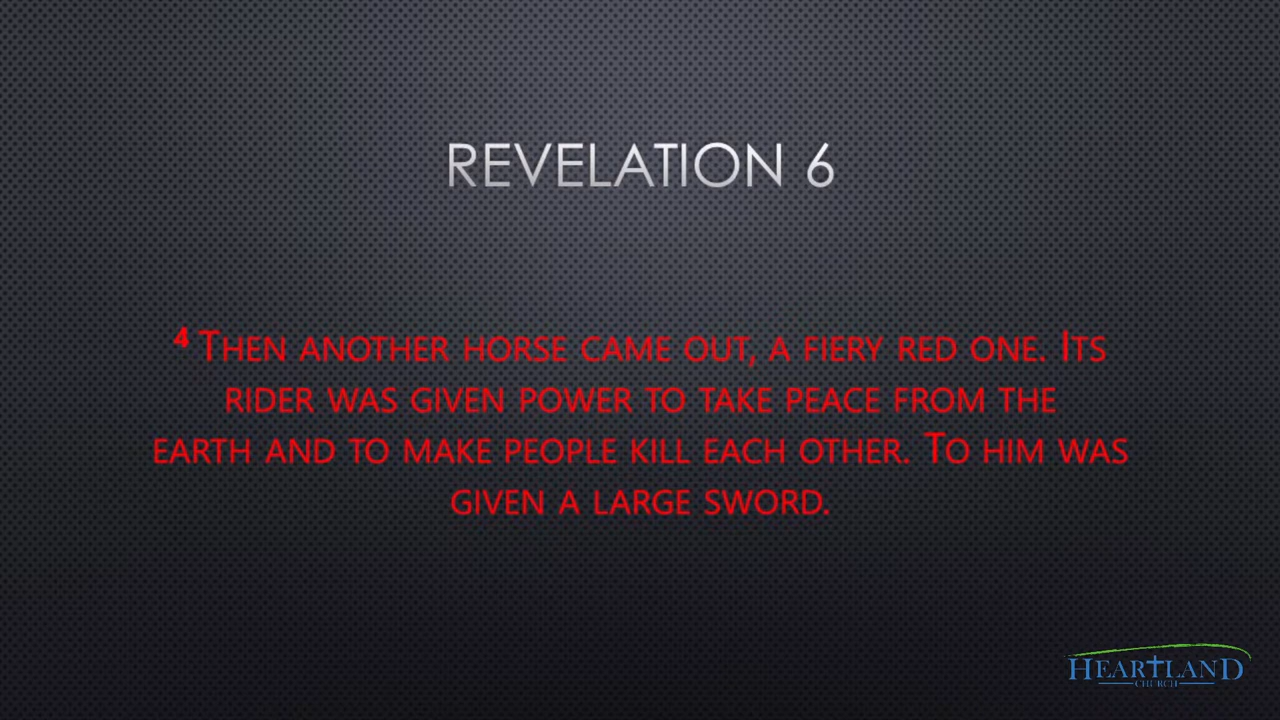 REVELATION 6
4 THEN ANOTHER HORSE CAME OUT, A FIERY RED ONE. ITS
RIDER WAS GIVEN POWER TO TAKE PEACE FROM THE
EARTH AND TO MAKE PEOPLE KILL EACH OTHER. TO HIM WAS
GIVEN A LARGE SWORD.
HEARTLAND
CHURCH